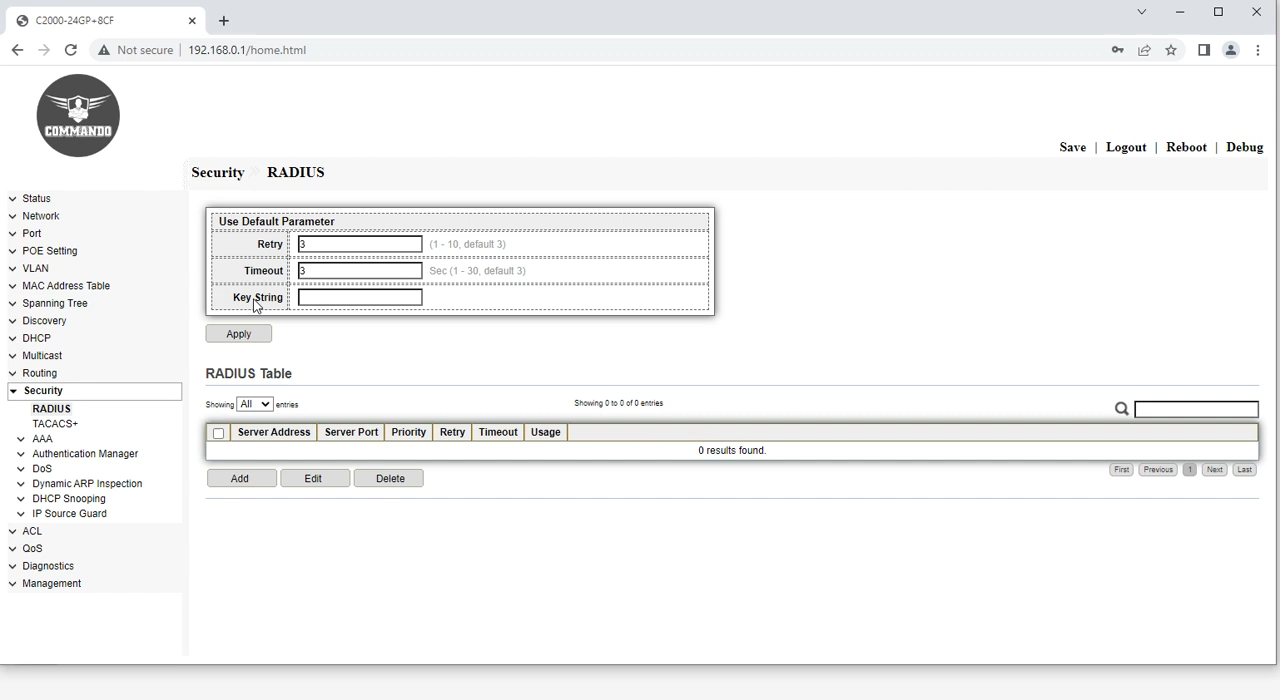 C2000-24GP+8CF
Not secure
192.168.0.1/home.html
COMMANDO
Save | Logout | Reboot | Debug
Security RADIUS
Status
Network
Port
POE Setting
VLAN
MAC Address Table
Spanning Tree
Discovery
DHCP
Multicast
Routing
Security
RADIUS
TACACS+
AAA
Authentication Manager
DoS
Dynamic ARP Inspection
DHCP Snooping
IP Source Guard
ACL
QoS
Diagnostics
Management
Use Default Parameter
Retry 3 (1 - 10, default 3)
Timeout 3 Sec (1 - 30, default 3)
Key String
Apply
RADIUS Table
Showing All entries Showing 0 to 0 of 0 entries
Server Address Server Port Priority Retry Timeout Usage
0 results found.
First Previous 1 Next Last
Add Edit Delete